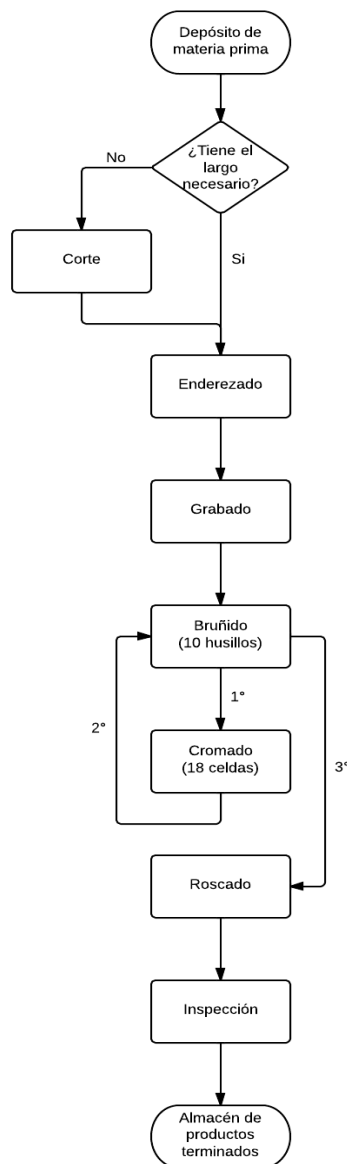 Depósito de
materia prima
¿Tiene el
largo
necesario?
No
Si
Corte
Enderezado
Grabado
Bruñido
(10 husillos)
1°
2°
Cromado
(18 celdas)
3°
Roscado
Inspección
Almacén de
productos
terminados